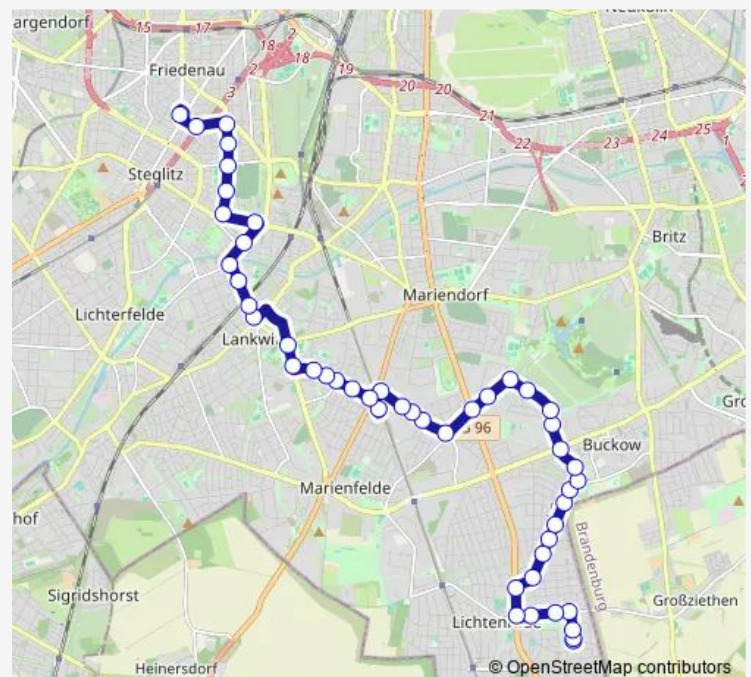 15
17
18
2
18
2
3
19
20
20
21
22
23
24
25
1
Friedenau
Steglitz
Britz
Lichterfelde
Mariendorf
Lankwi
96
Buckow
Marienfelde
hof
Brandenburg
Sigridshorst
Großziethen
Heinersdorf
© OpenStreetMap contributors